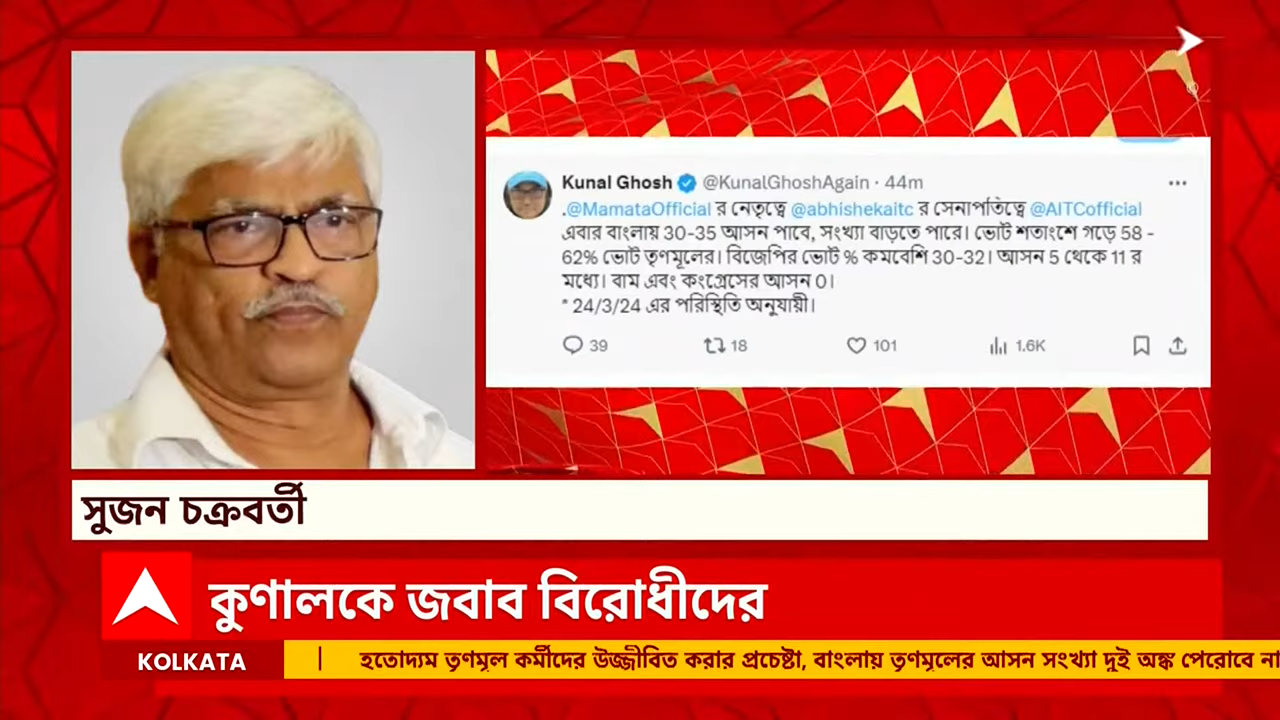 Kunal Ghosh @KunalGhoshAgain · 44m
.@MamataOfficial র নেতৃত্বে @abhishekaitc র সেনাপতিত্বে @AITCofficial
এবার বাংলায় 30-35 আসন পাবে, সংখ্যা বাড়তে পারে। ভোট শতাংশে গড়ে 58 -
62% ভোট তৃণমূলের। বিজেপির ভোট % কমবেশি 30-32। আসন 5 থেকে 11 র
মধ্যে। বাম এবং কংগ্রেসের আসন 0।
* 24/3/24 এর পরিস্থিতি অনুযায়ী।
39 18 101 1.6K
সুজন চক্রবর্তী
কুণালকে জবাব বিরোধীদের
KOLKATA
| হতোদ্যম তৃণমূল কর্মীদের উজ্জীবিত করার প্রচেষ্টা, বাংলায় তৃণমূলের আসন সংখ্যা দুই অঙ্ক পেরোবে না